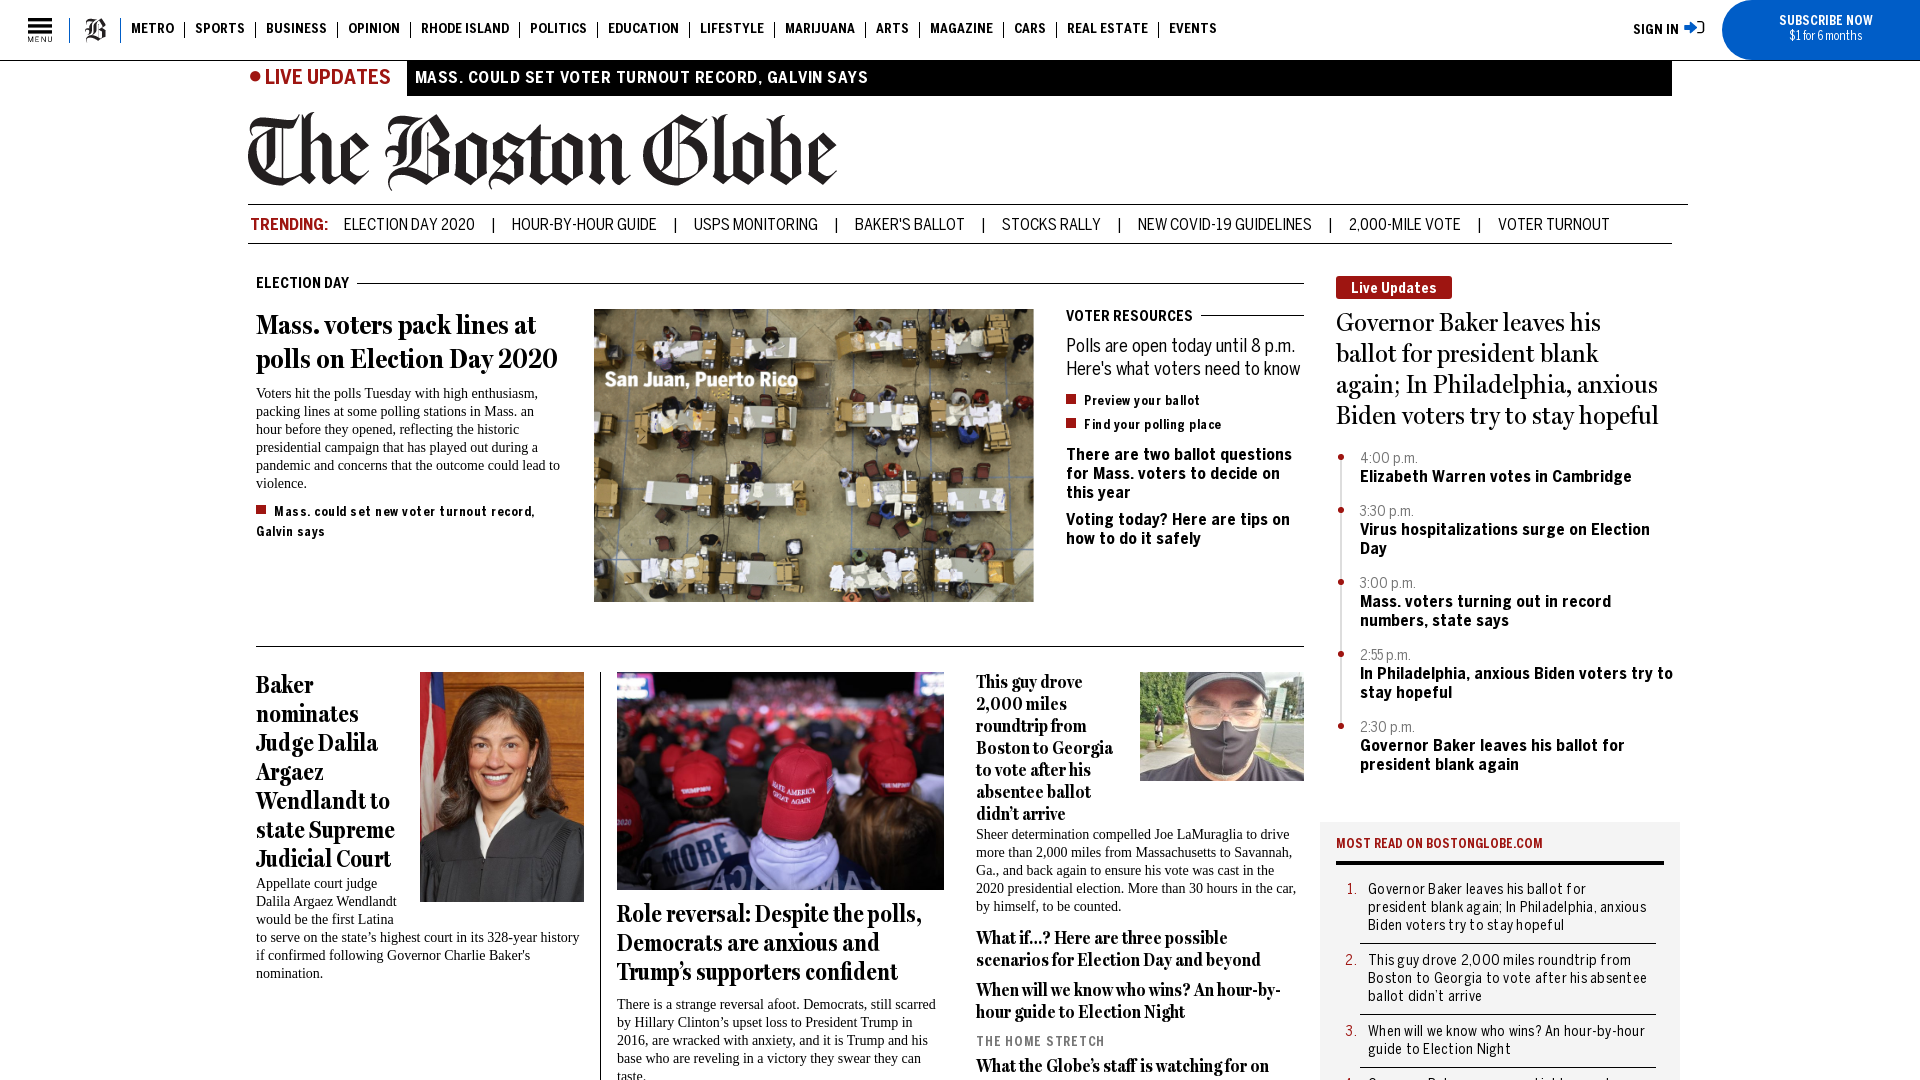 MENU
B
METRO
SPORTS
BUSINESS
OPINION
RHODE ISLAND
POLITICS
EDUCATION
LIFESTYLE
MARIJUANA
ARTS
MAGAZINE
CARS
REAL ESTATE
EVENTS
SIGN IN
SUBSCRIBE NOW
$1 for 6 months
LIVE UPDATES
MASS. COULD SET VOTER TURNOUT RECORD, GALVIN SAYS
The Boston Globe
TRENDING: ELECTION DAY 2020 | HOUR-BY-HOUR GUIDE | USPS MONITORING | BAKER'S BALLOT | STOCKS RALLY | NEW COVID-19 GUIDELINES | 2,000-MILE VOTE | VOTER TURNOUT
ELECTION DAY
Mass. voters pack lines at
polls on Election Day 2020
Voters hit the polls Tuesday with high enthusiasm,
packing lines at some polling stations in Mass. an
hour before they opened, reflecting the historic
presidential campaign that has played out during a
pandemic and concerns that the outcome could lead to
violence.
Mass. could set new voter turnout record,
Galvin says
San Juan, Puerto Rico
VOTER RESOURCES
Polls are open today until 8 p.m.
Here's what voters need to know
Preview your ballot
Find your polling place
There are two ballot questions
for Mass. voters to decide on
this year
Voting today? Here are tips on
how to do it safely
Baker
nominates
Judge Dalila
Argaez
Wendlandt to
state Supreme
Judicial Court
Appellate court judge
Dalila Argaez Wendlandt
would be the first Latina
to serve on the state’s highest court in its 328-year history
if confirmed following Governor Charlie Baker's
nomination.
MAKE AMERICA
GREAT AGAIN
MORE
Role reversal: Despite the polls,
Democrats are anxious and
Trump’s supporters confident
There is a strange reversal afoot. Democrats, still scarred
by Hillary Clinton’s upset loss to President Trump in
2016, are wracked with anxiety, and it is Trump and his
base who are reveling in a victory they swear they can
taste.
This guy drove
2,000 miles
roundtrip from
Boston to Georgia
to vote after his
absentee ballot
didn’t arrive
Sheer determination compelled Joe LaMuraglia to drive
more than 2,000 miles from Massachusetts to Savannah,
Ga., and back again to ensure his vote was cast in the
2020 presidential election. More than 30 hours in the car,
by himself, to be counted.
What if...? Here are three possible
scenarios for Election Day and beyond
When will we know who wins? An hour-by-
hour guide to Election Night
THE HOME STRETCH
What the Globe’s staff is watching for on
Live Updates
Governor Baker leaves his
ballot for president blank
again; In Philadelphia, anxious
Biden voters try to stay hopeful
4:00 p.m.
Elizabeth Warren votes in Cambridge
3:30 p.m.
Virus hospitalizations surge on Election
Day
3:00 p.m.
Mass. voters turning out in record
numbers, state says
2:55 p.m.
In Philadelphia, anxious Biden voters try to
stay hopeful
2:30 p.m.
Governor Baker leaves his ballot for
president blank again
MOST READ ON BOSTONGLOBE.COM
1. Governor Baker leaves his ballot for
president blank again; In Philadelphia, anxious
Biden voters try to stay hopeful
2. This guy drove 2,000 miles roundtrip from
Boston to Georgia to vote after his absentee
ballot didn’t arrive
3. When will we know who wins? An hour-by-hour
guide to Election Night